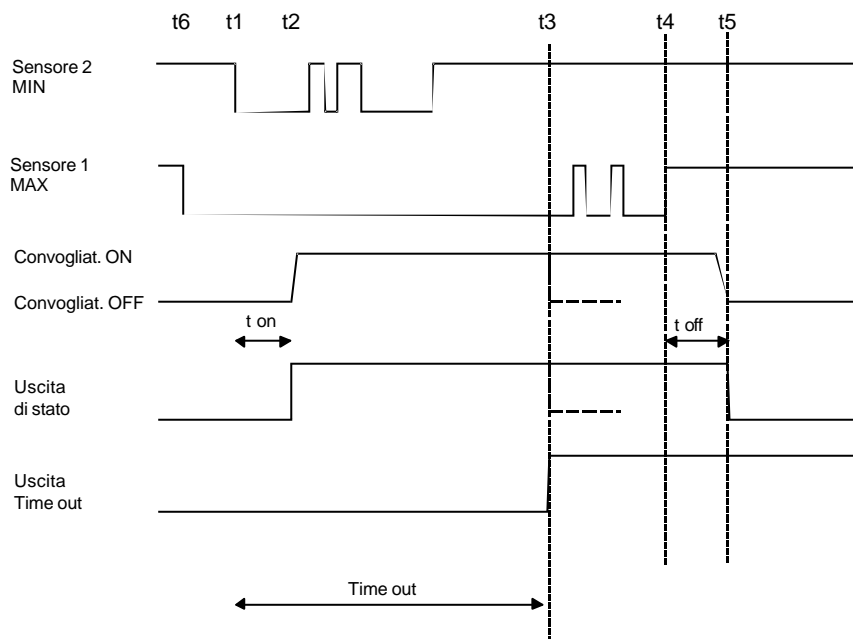 t6 t1 t2 t3 t4 t5
Sensore 2
MIN
Sensore 1
MAX
Convogliat. ON
Convogliat. OFF
t on
t off
Uscita
di stato
Uscita
Time out
Time out